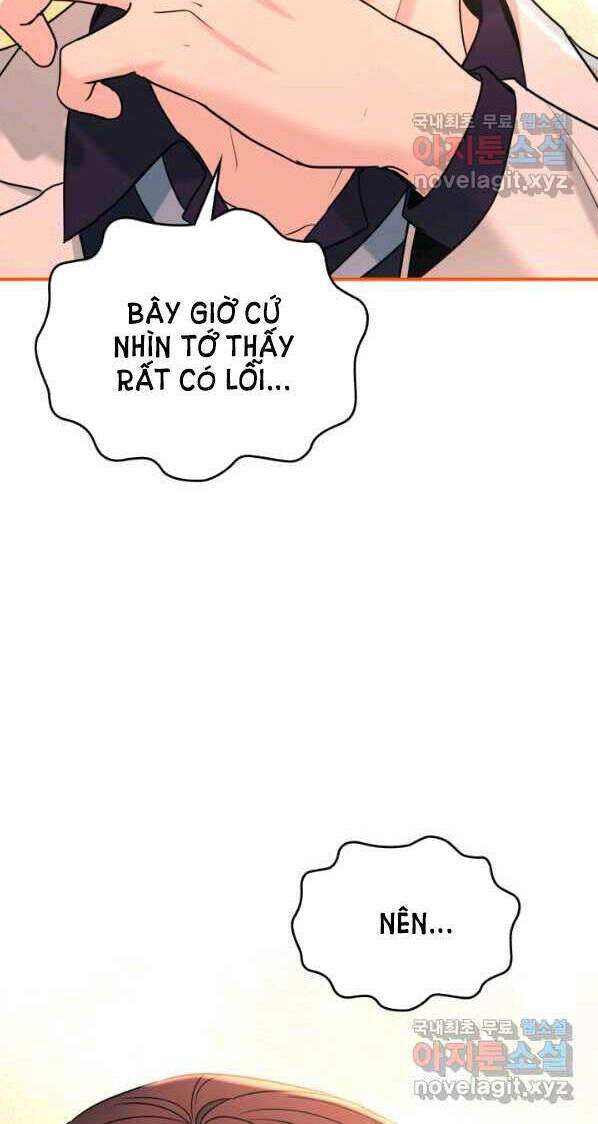 국내최초 무료 웹소설
아지툰소설
novelagit.xyz
BÂY GIỜ CỨ
NHÌN TỚ THẤY
RẤT CÓ LỖI...
NÊN...
국내최초 무료 웹소설
아지툰소설
novelagit.xyz